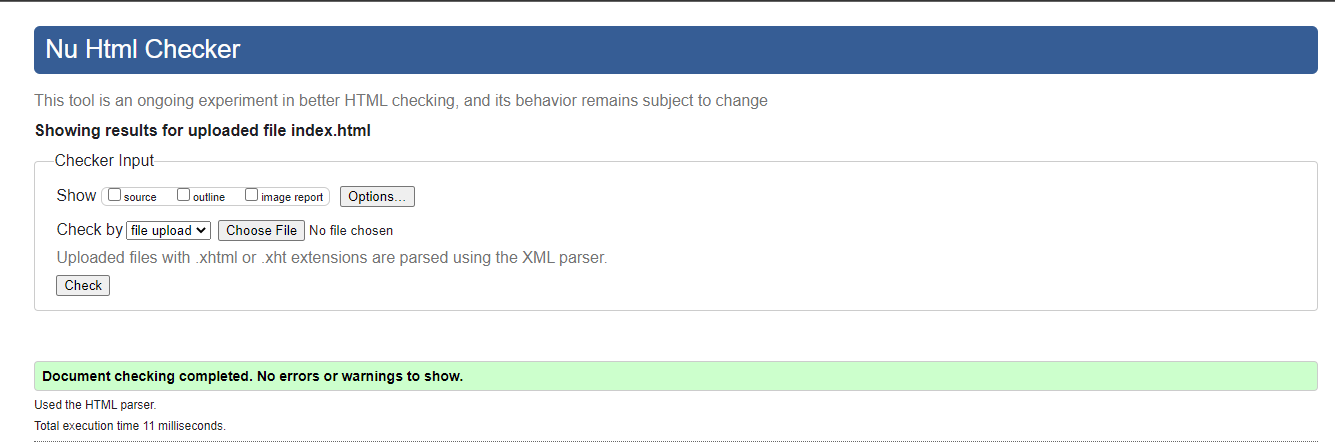 Nu Html Checker
This tool is an ongoing experiment in better HTML checking, and its behavior remains subject to change
Showing results for uploaded file index.html
Checker Input
Show source outline image report Options...
Check by file upload Choose File No file chosen
Uploaded files with .xhtml or .xht extensions are parsed using the XML parser.
Check
Document checking completed. No errors or warnings to show.
Used the HTML parser.
Total execution time 11 milliseconds.